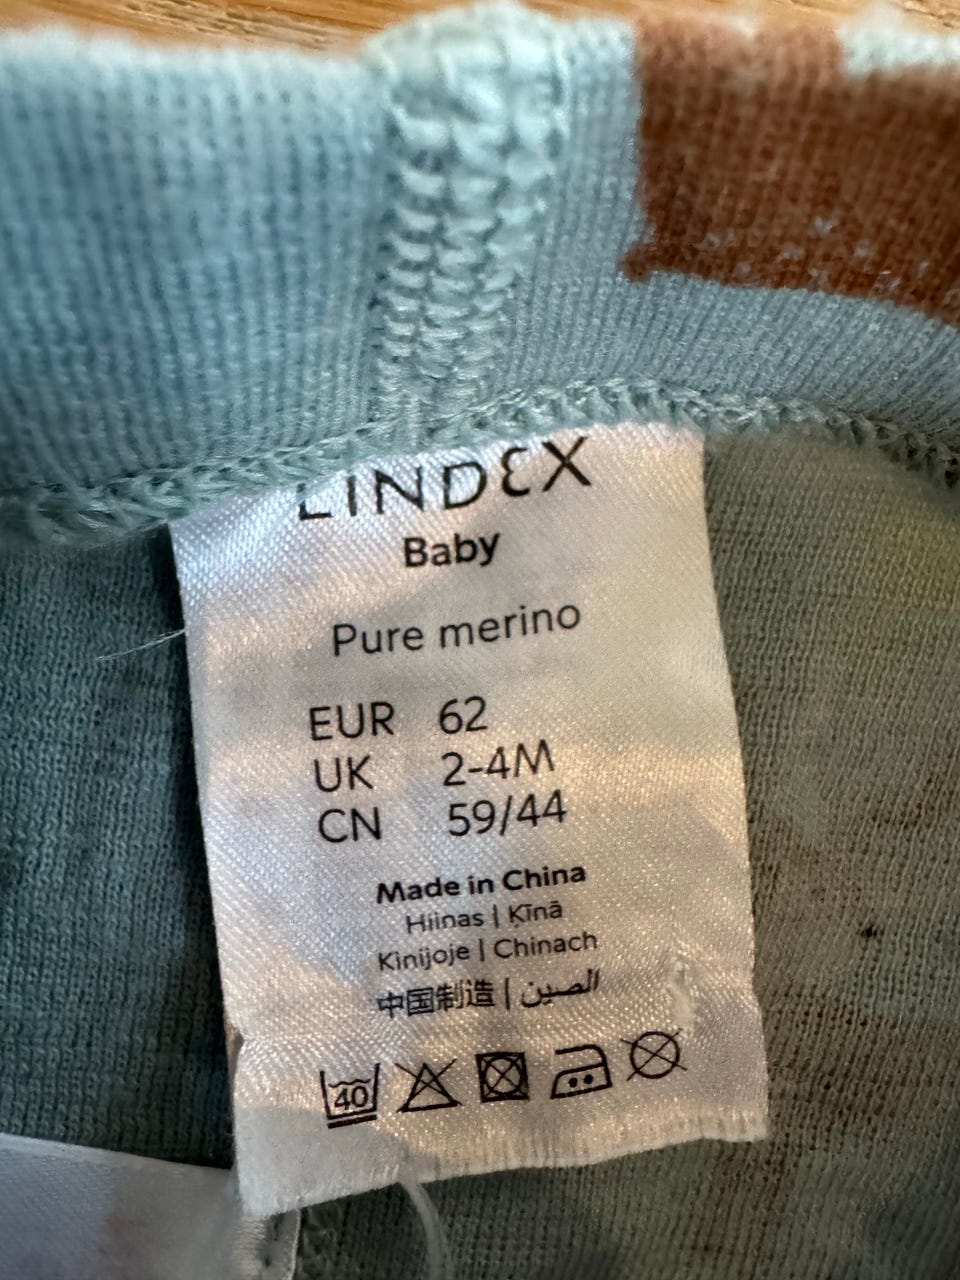 LINDEX
Baby
Pure merino
EUR 62
UK 2-4M
CN 59/44
Made in China
Hiinas | Ķīnā
Kinijoje | Chinach
中国制造 | الصين
40